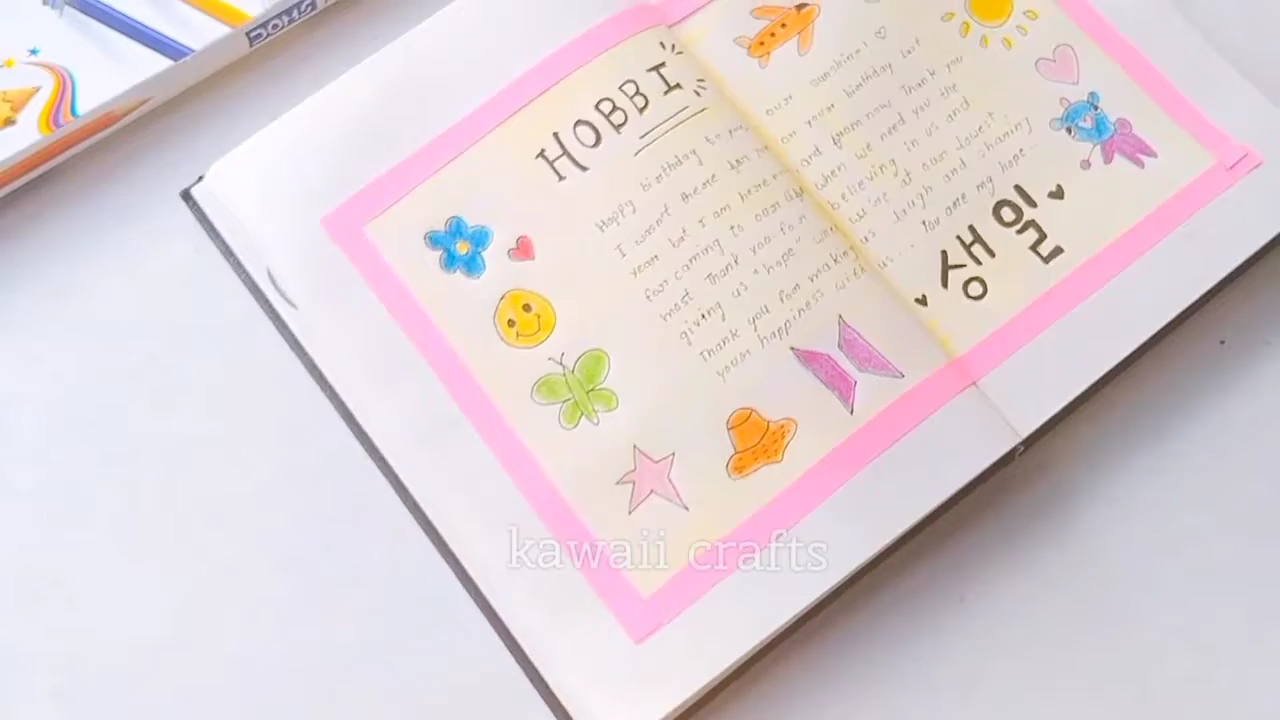 DOMS
HOBBI
Happy birthday to you our sunshine!
I wasn't there for on your birthday last
year but I am here and from now Thank you
for coming to our life when we need you the
most Thank you for believing in us and
giving us "hope" when we're at our lowest
Thank you for making us laugh and sharing
your happiness with us... You are my hope..
생일
kawaii crafts